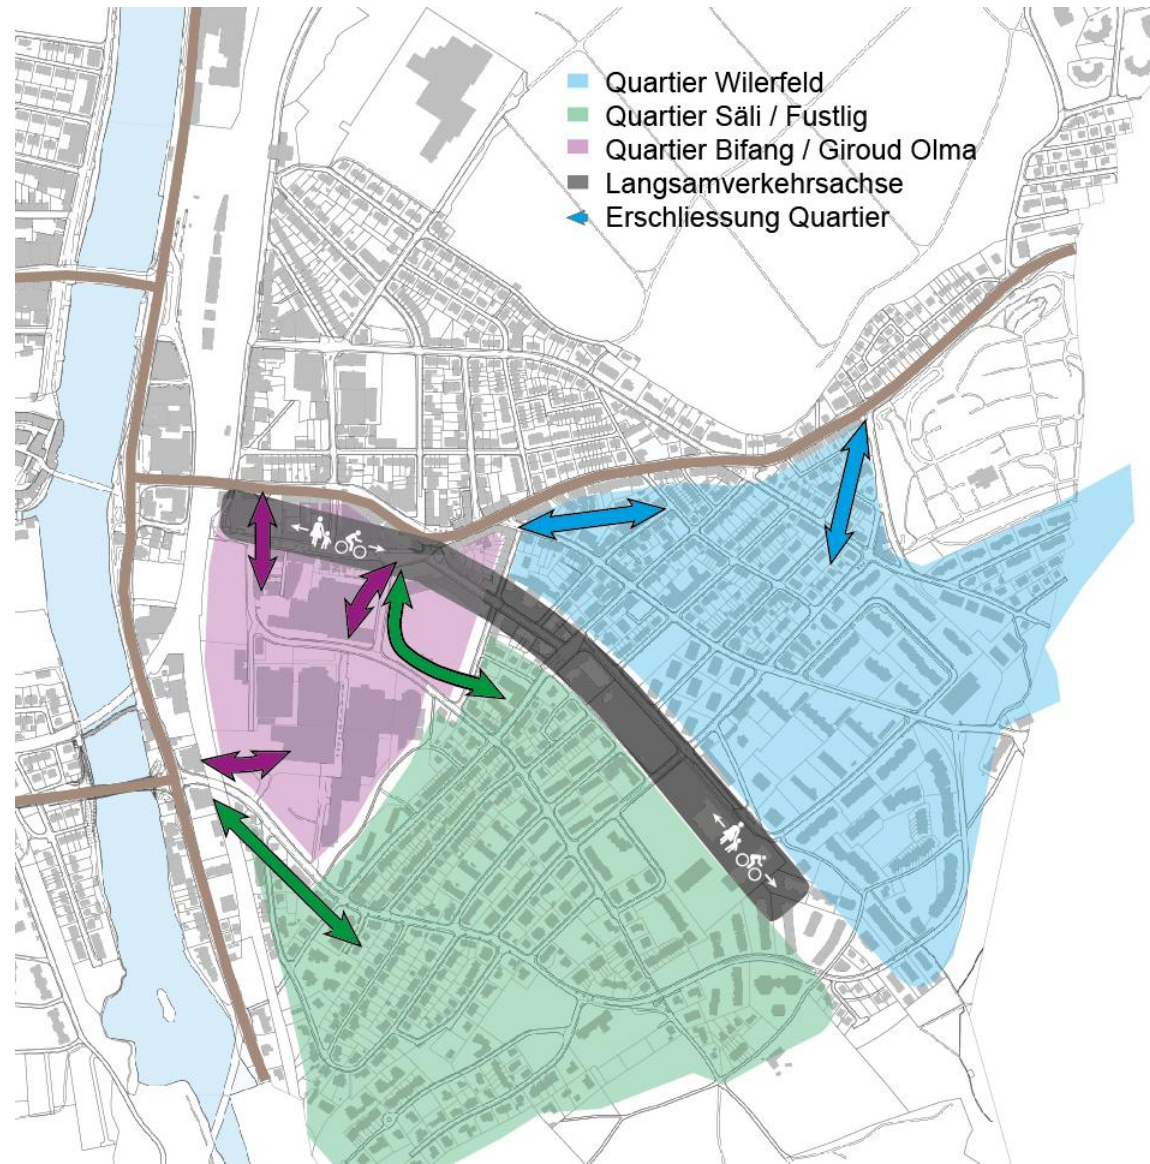 Quartier Wilerfeld
Quartier Säli / Fustlig
Quartier Bifang / Giroud Olma
Langsamverkehrsachse
Erschliessung Quartier